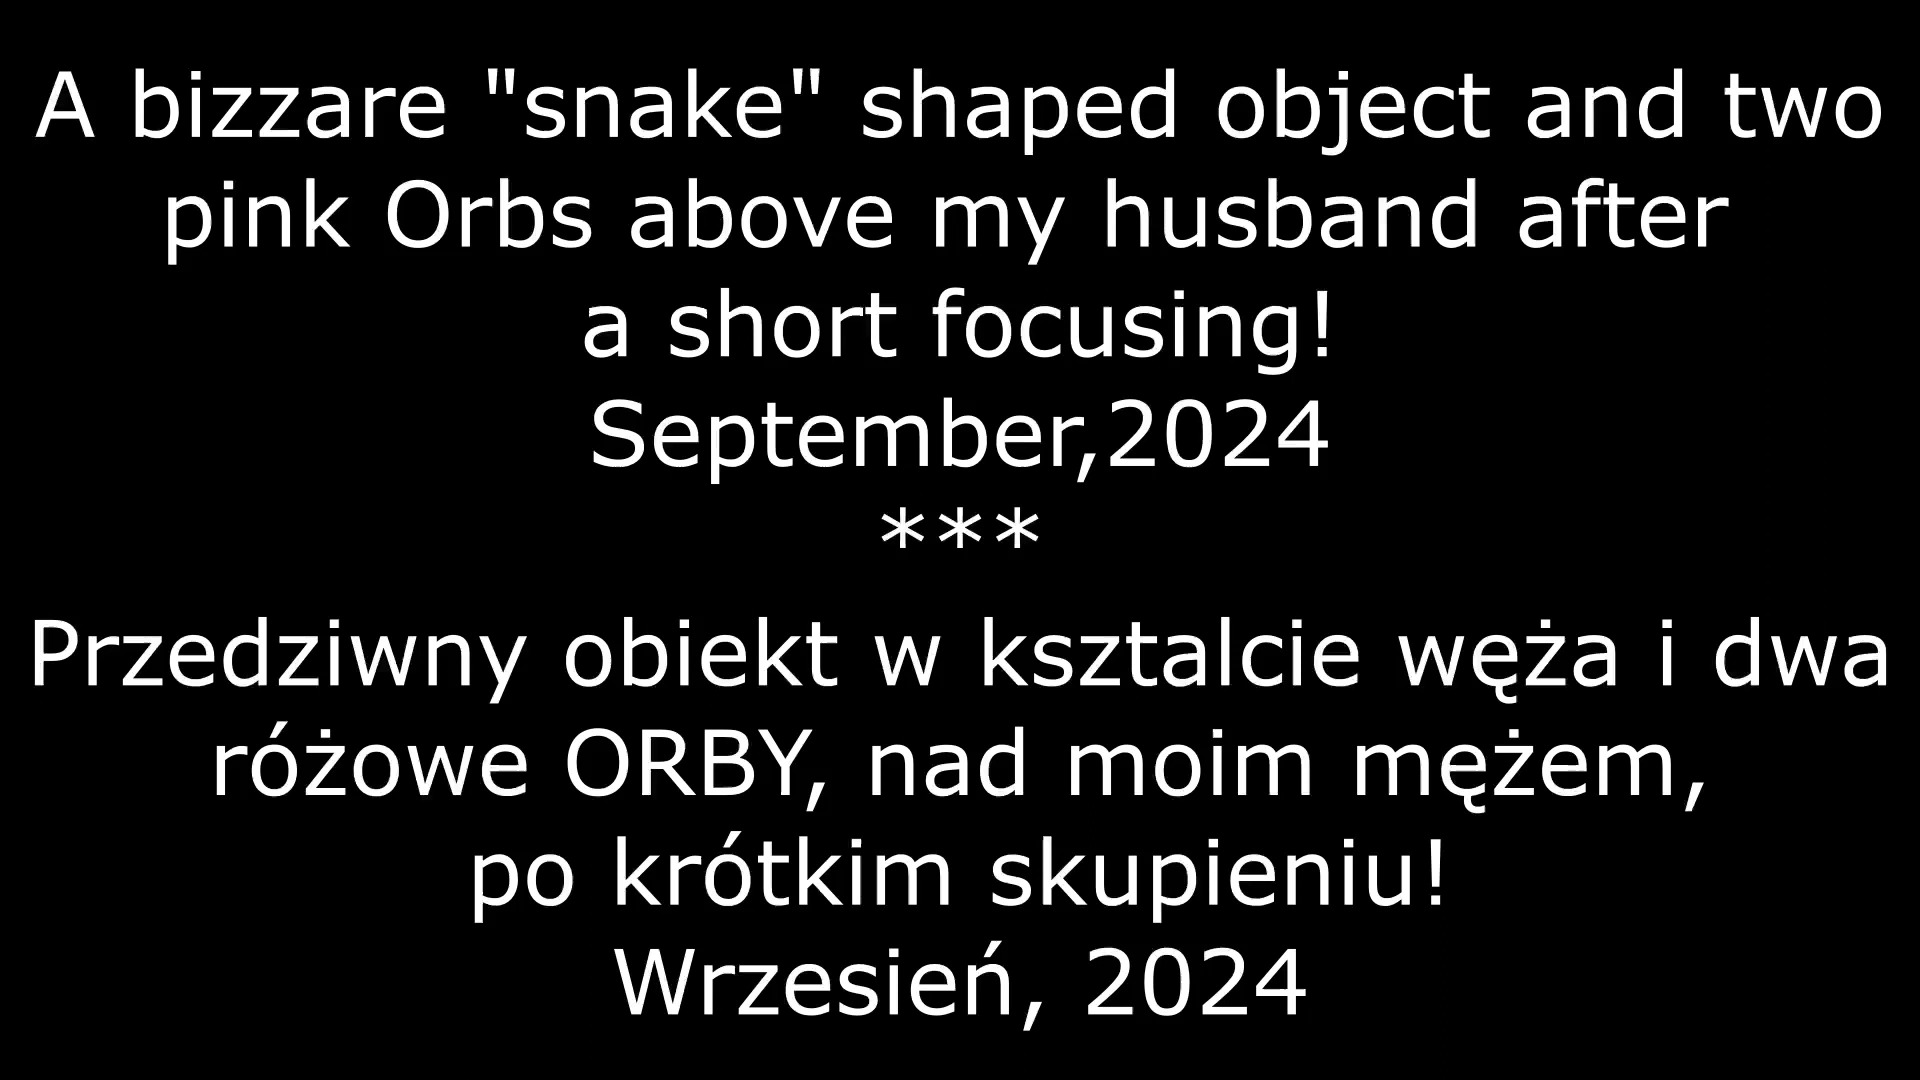 A bizzare "snake" shaped object and two
pink Orbs above my husband after
a short focusing!
September,2024
***
Przedziwny obiekt w ksztalcie węża i dwa
różowe ORBY, nad moim mężem,
po krótkim skupieniu!
Wrzesień, 2024